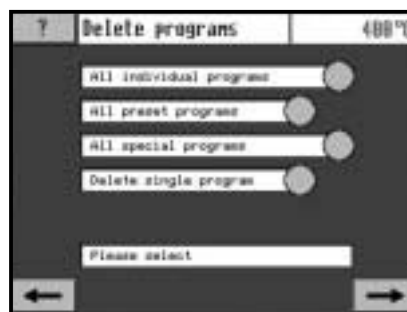 ? Delete programs 400°C
All individual programs
All preset programs
All special programs
Delete single program
Please select